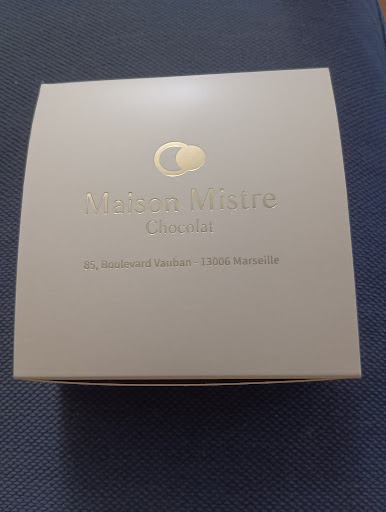 Maison Mistre
Chocolat
85, Boulevard Vauban - 13006 Marseille